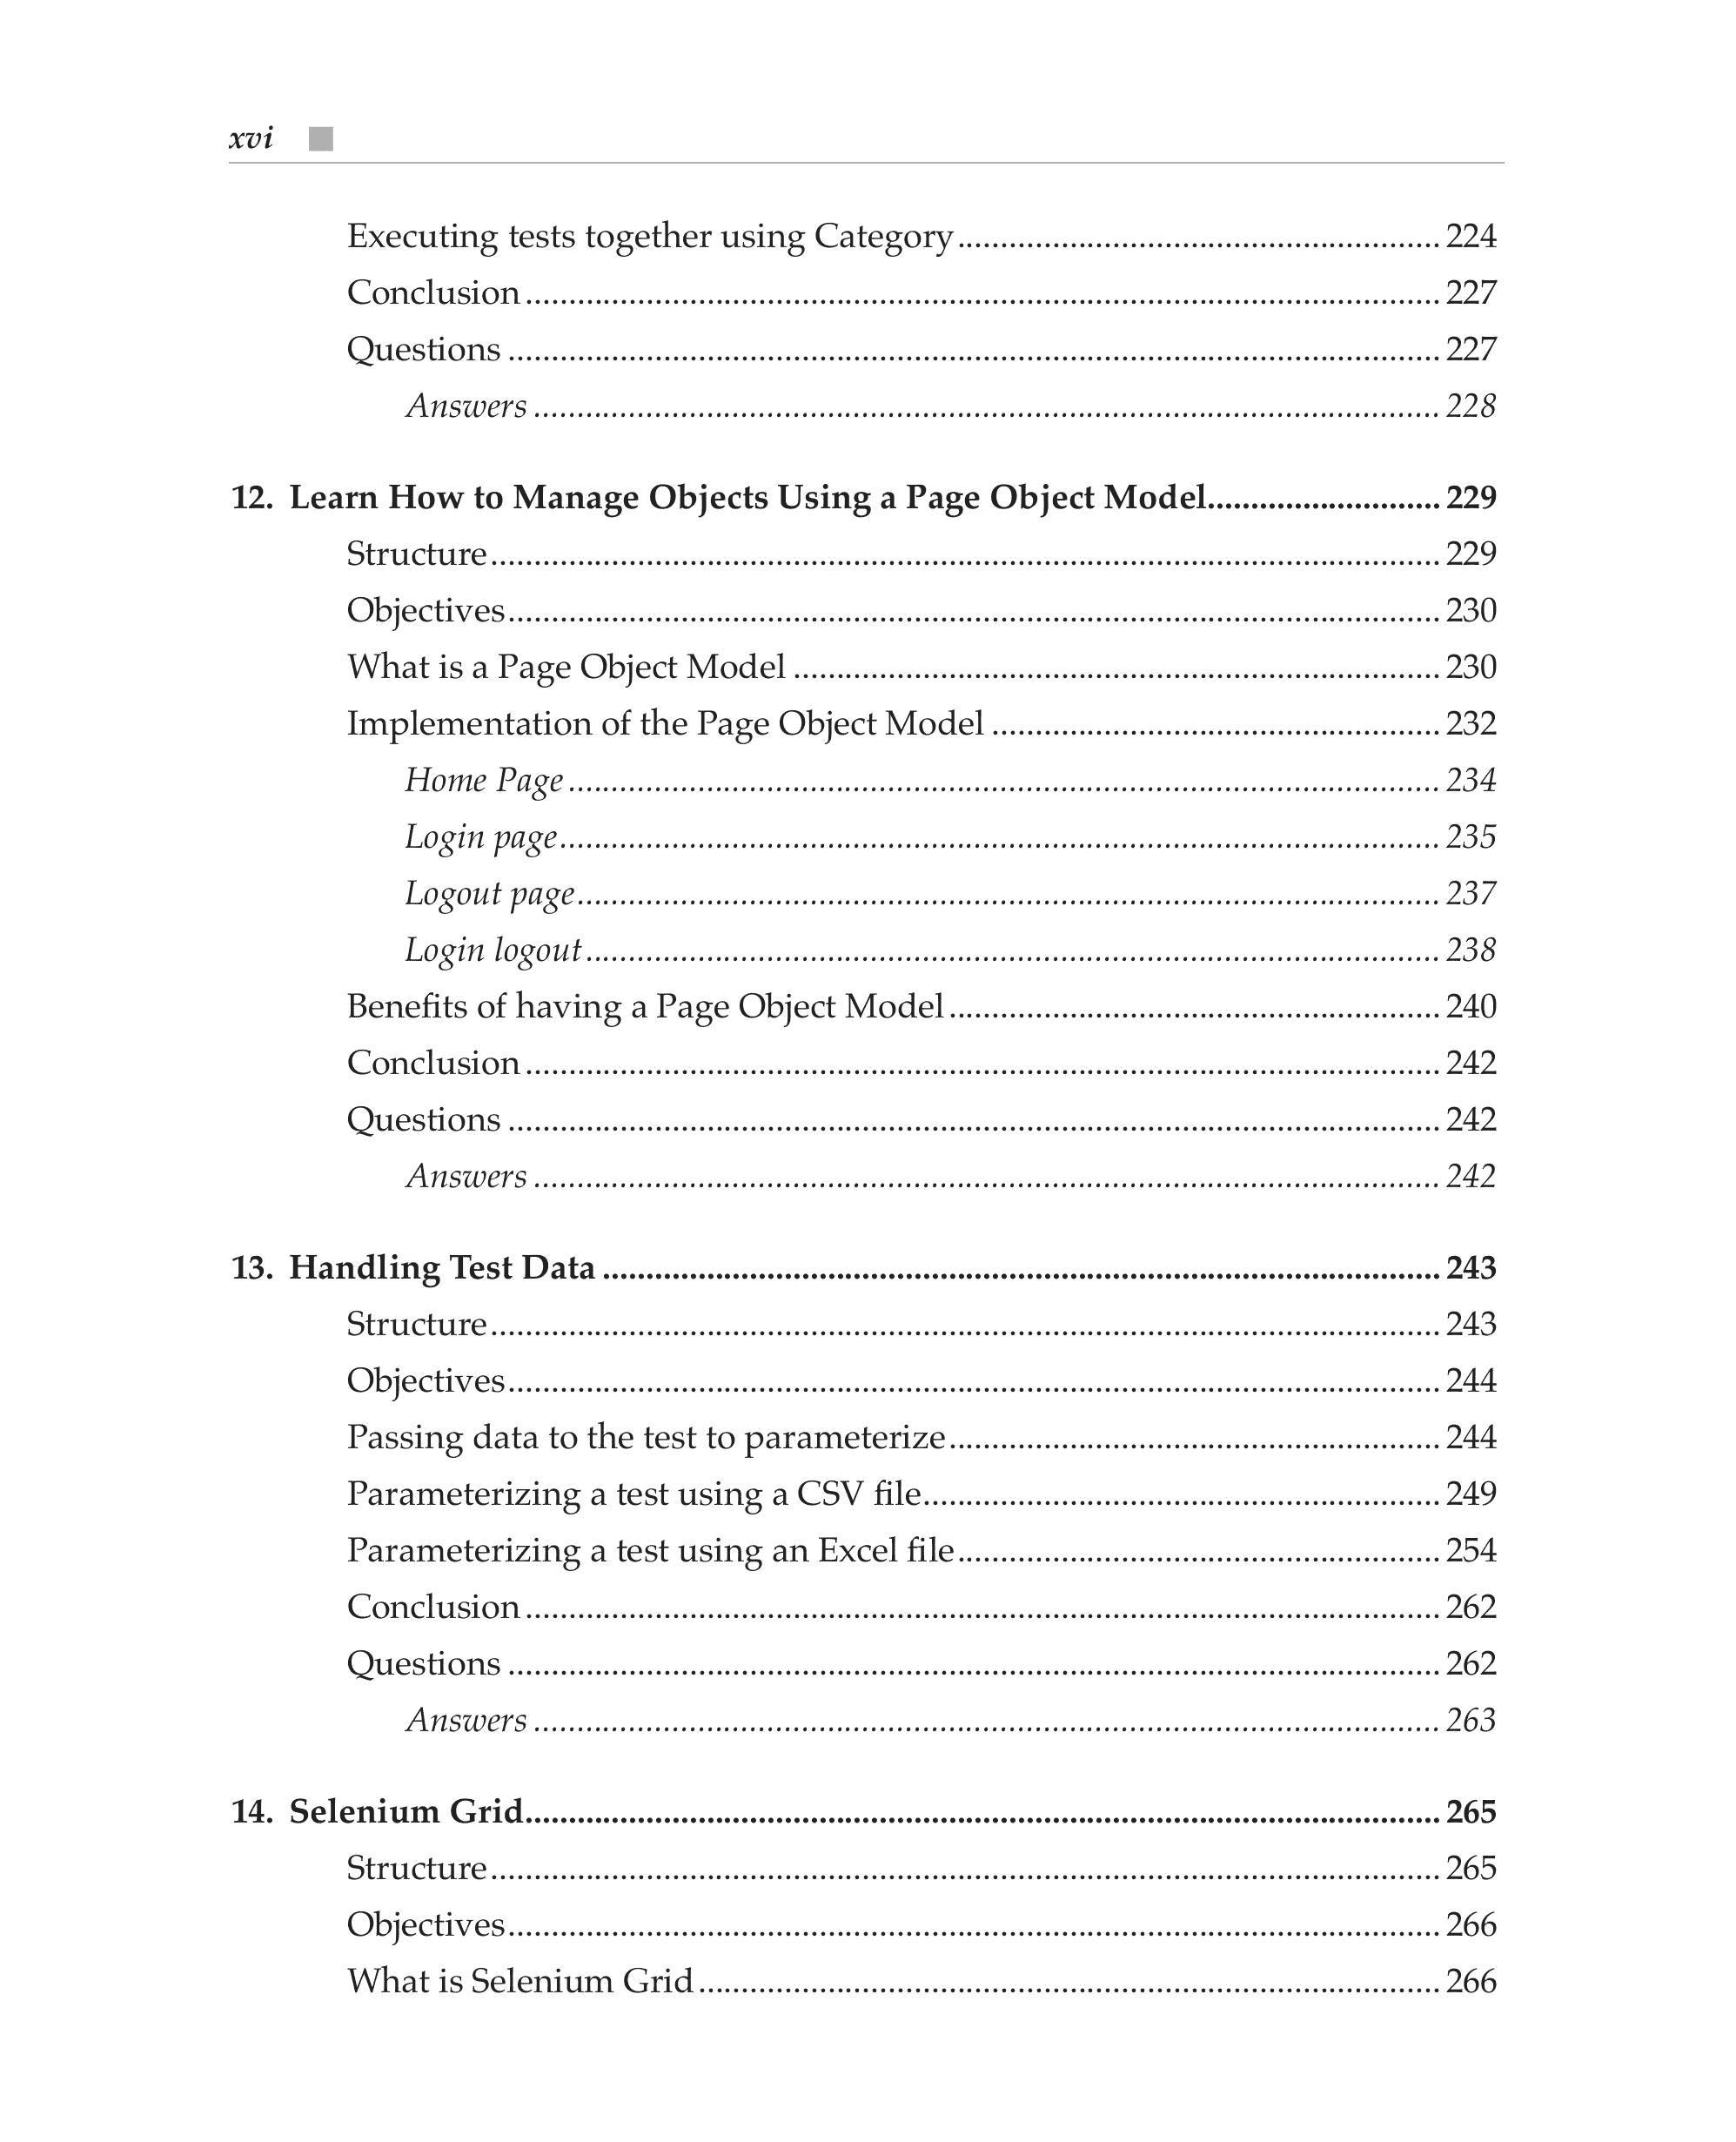 xvi
Executing tests together using Category 224
Conclusion 227
Questions 227
Answers 228
12. Learn How to Manage Objects Using a Page Object Model 229
Structure 229
Objectives 230
What is a Page Object Model 230
Implementation of the Page Object Model 232
Home Page 234
Login page 235
Logout page 237
Login logout 238
Benefits of having a Page Object Model 240
Conclusion 242
Questions 242
Answers 242
13. Handling Test Data 243
Structure 243
Objectives 244
Passing data to the test to parameterize 244
Parameterizing a test using a CSV file 249
Parameterizing a test using an Excel file 254
Conclusion 262
Questions 262
Answers 263
14. Selenium Grid 265
Structure 265
Objectives 266
What is Selenium Grid 266